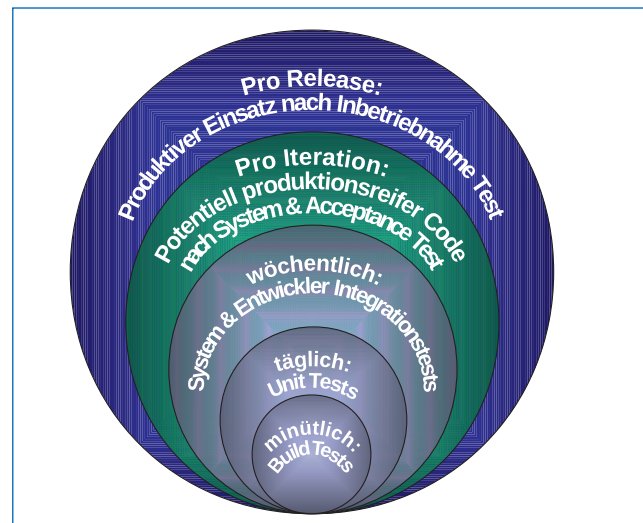 Pro Release:
Produktiver Einsatz nach Inbetriebnahme Test
Pro Iteration:
Potentiell produktionsreifer Code
nach System & Acceptance Test
wöchentlich:
System & Entwickler Integrationstests
täglich:
Unit Tests
minütlich:
Build Tests